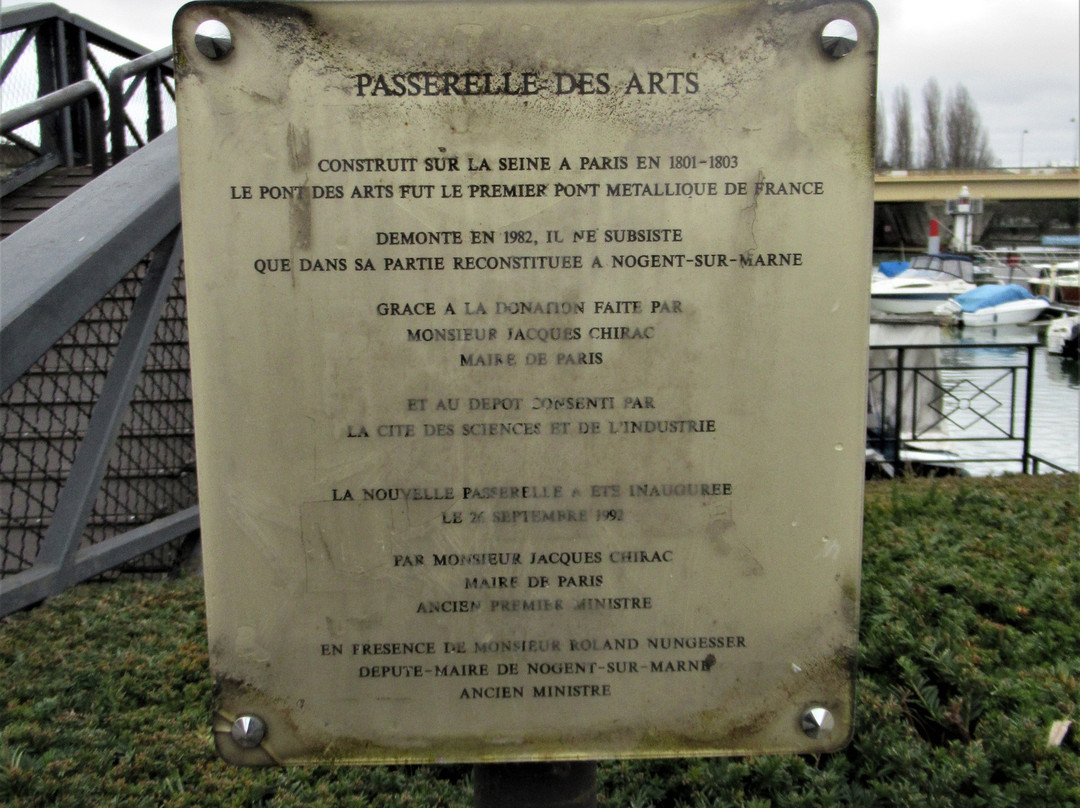 PASSERELLE DES ARTS
CONSTRUIT SUR LA SEINE A PARIS EN 1801-1803
LE PONT DES ARTS FUT LE PREMIER PONT METALLIQUE DE FRANCE
DEMONTE EN 1982, IL NE SUBSISTE
QUE DANS SA PARTIE RECONSTITUEE A NOGENT-SUR-MARNE
GRACE A LA DONATION FAITE PAR
MONSIEUR JACQUES CHIRAC
MAIRE DE PARIS
ET AU DEPOT CONSENTI PAR
LA CITE DES SCIENCES ET DE L'INDUSTRIE
LA NOUVELLE PASSERELLE A ETE INAUGUREE
LE 26 SEPTEMBRE 1992
PAR MONSIEUR JACQUES CHIRAC
MAIRE DE PARIS
ANCIEN PREMIER MINISTRE
EN PRESENCE DE MONSIEUR ROLAND NUNGESSER
DEPUTE-MAIRE DE NOGENT-SUR-MARNE
ANCIEN MINISTRE